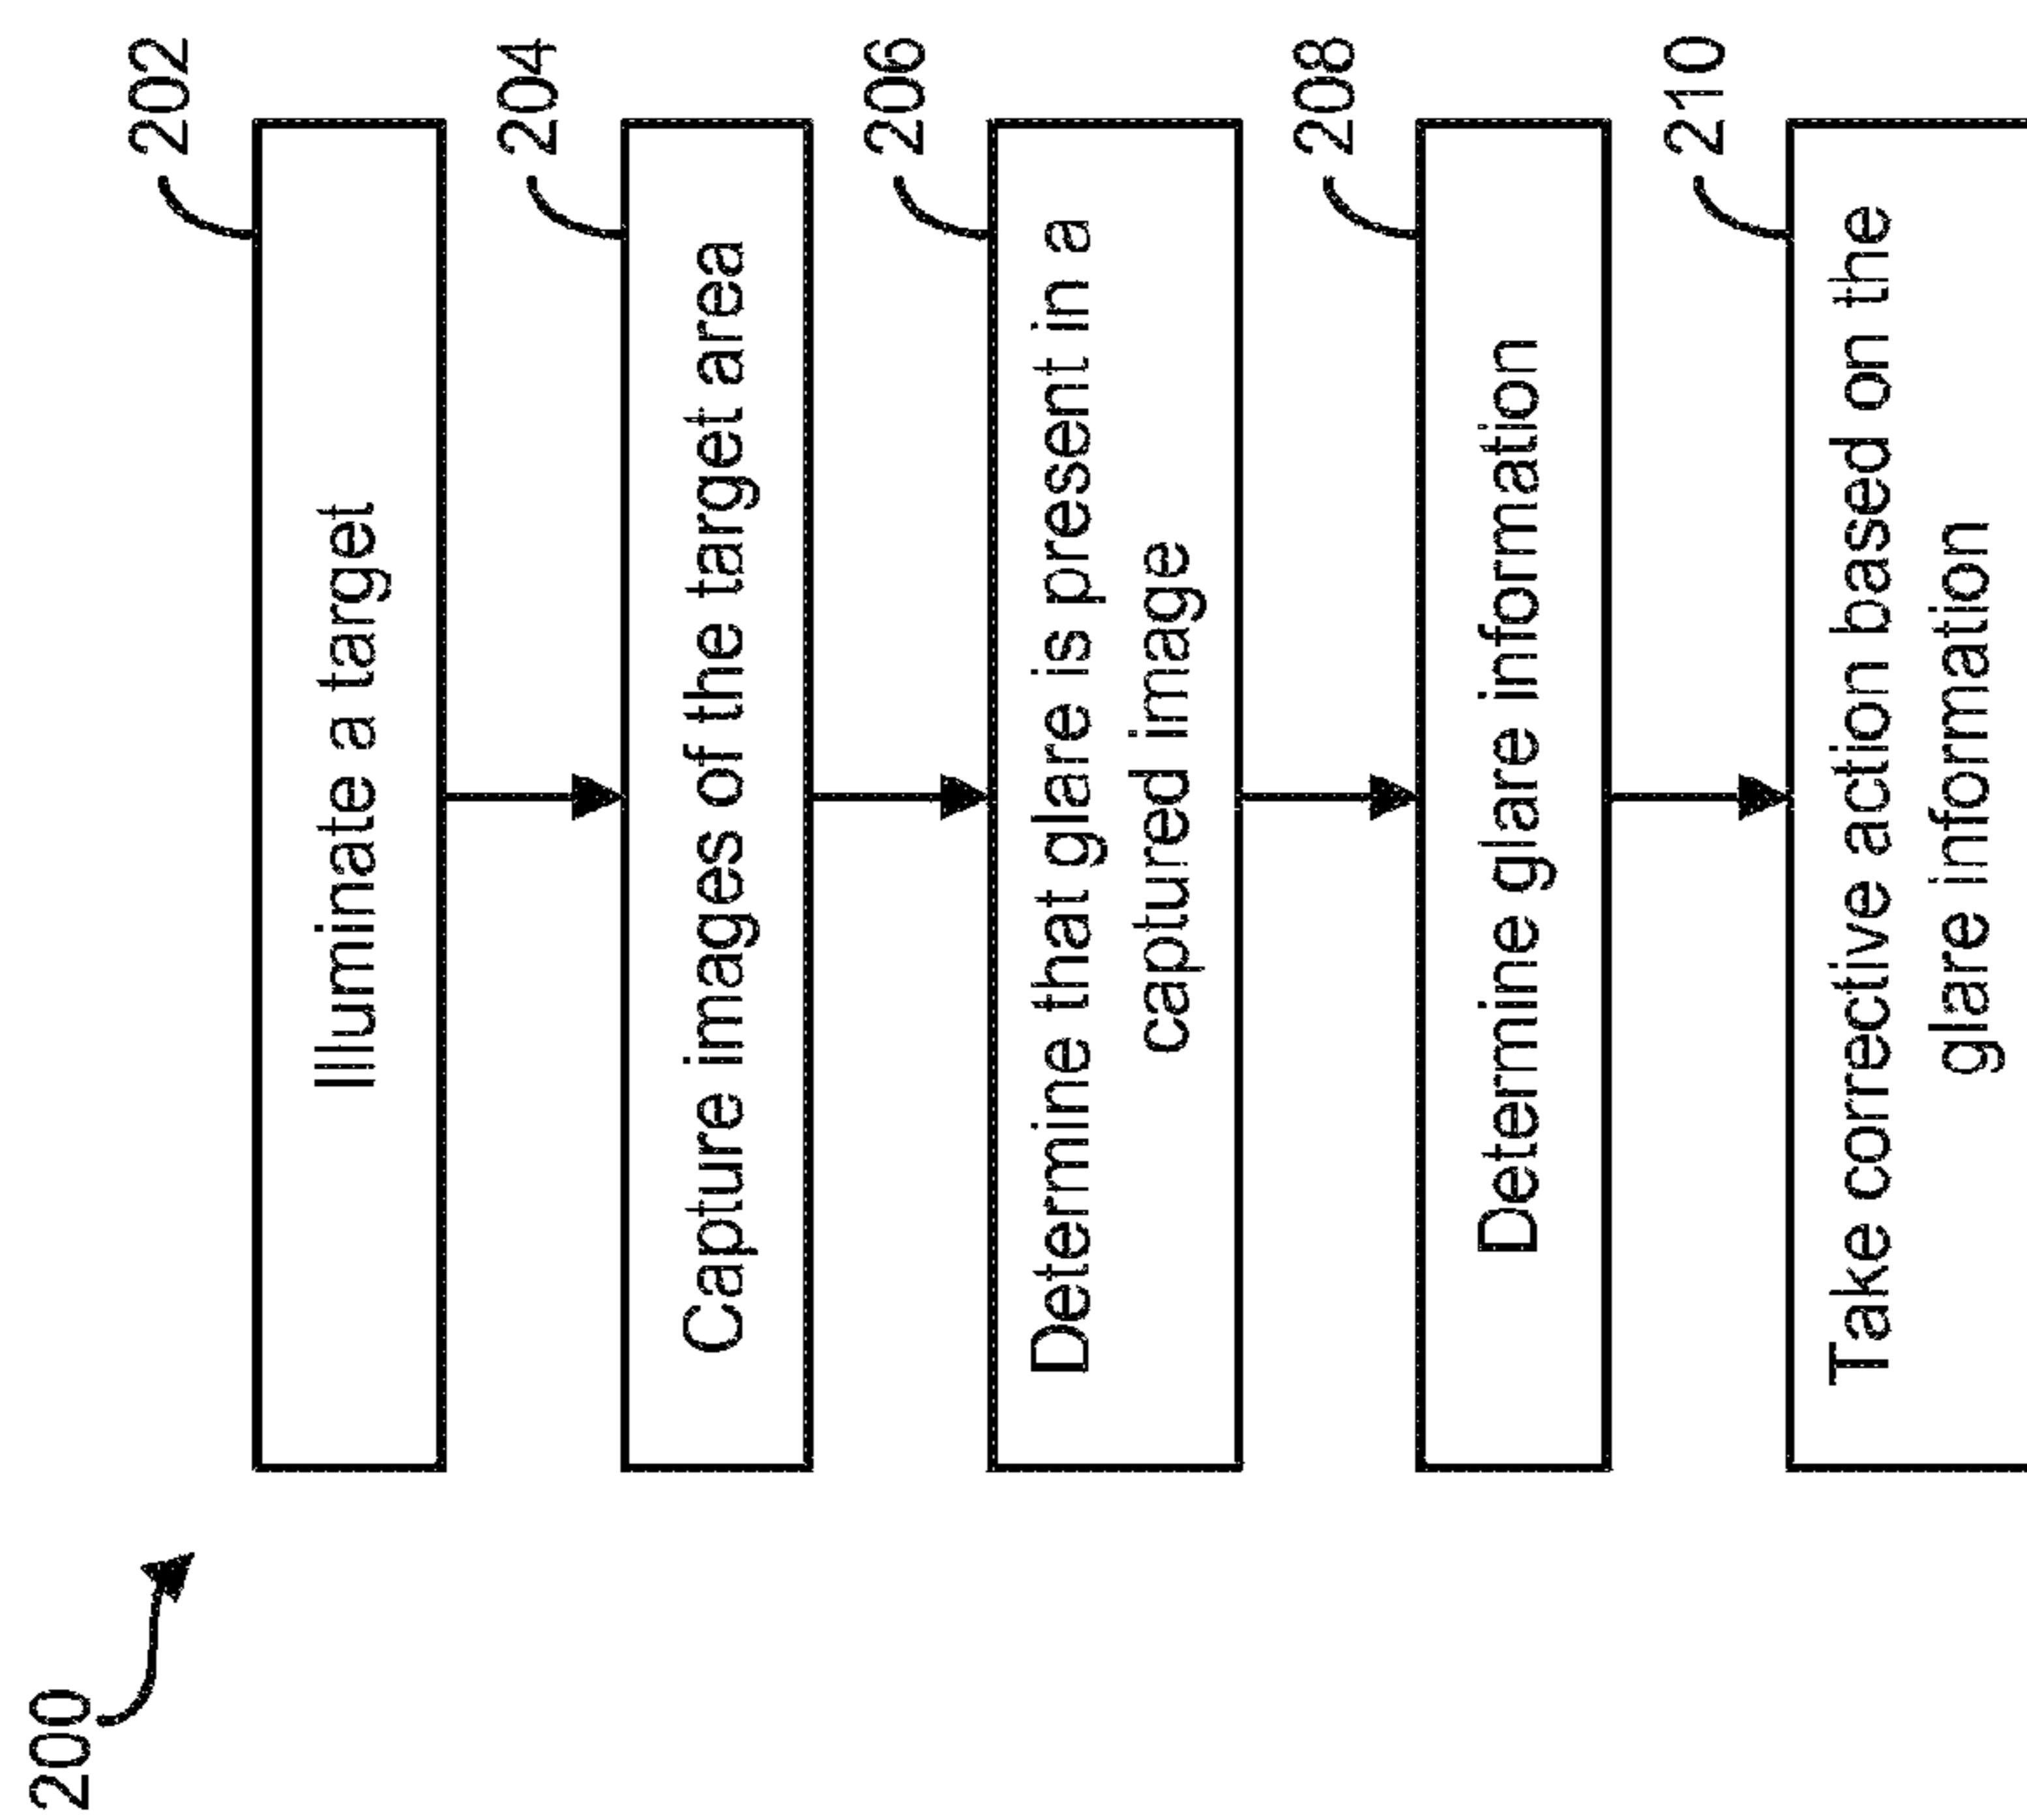 200
202
Illuminate a target
204
Capture images of the target area
206
Determine that glare is present in a
captured image
208
Determine glare information
210
Take corrective action based on the
glare information